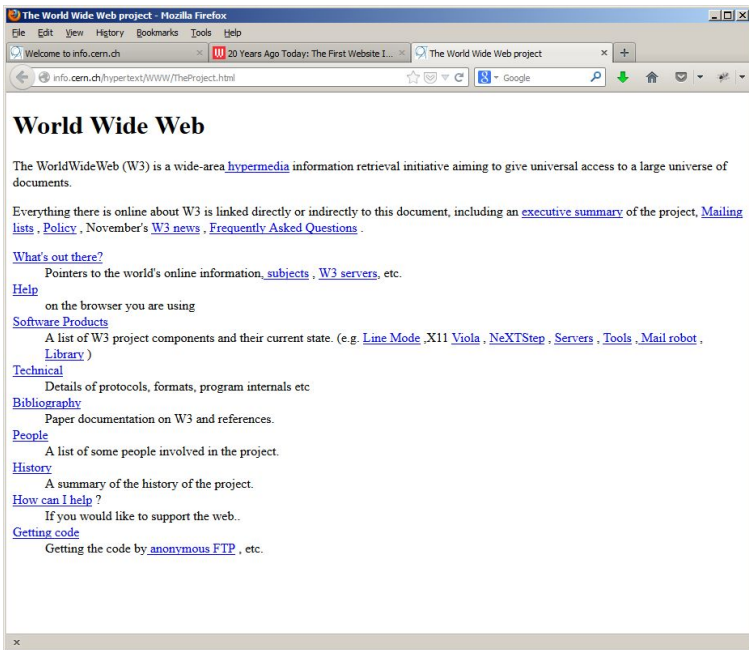 The World Wide Web project - Mozilla Firefox
File Edit View History Bookmarks Tools Help
Welcome to info.cern.ch × 20 Years Ago Today: The First Website I... × The World Wide Web project × +
info.cern.ch/hypertext/WWW/TheProject.html Google
World Wide Web
The WorldWideWeb (W3) is a wide-area hypermedia information retrieval initiative aiming to give universal access to a large universe of
documents.
Everything there is online about W3 is linked directly or indirectly to this document, including an executive summary of the project, Mailing
lists , Policy , November's W3 news , Frequently Asked Questions .
What's out there?
Pointers to the world's online information, subjects , W3 servers, etc.
Help
on the browser you are using
Software Products
A list of W3 project components and their current state. (e.g. Line Mode ,X11 Viola , NeXTStep , Servers , Tools , Mail robot ,
Library )
Technical
Details of protocols, formats, program internals etc
Bibliography
Paper documentation on W3 and references.
People
A list of some people involved in the project.
History
A summary of the history of the project.
How can I help ?
If you would like to support the web..
Getting code
Getting the code by anonymous FTP , etc.
×